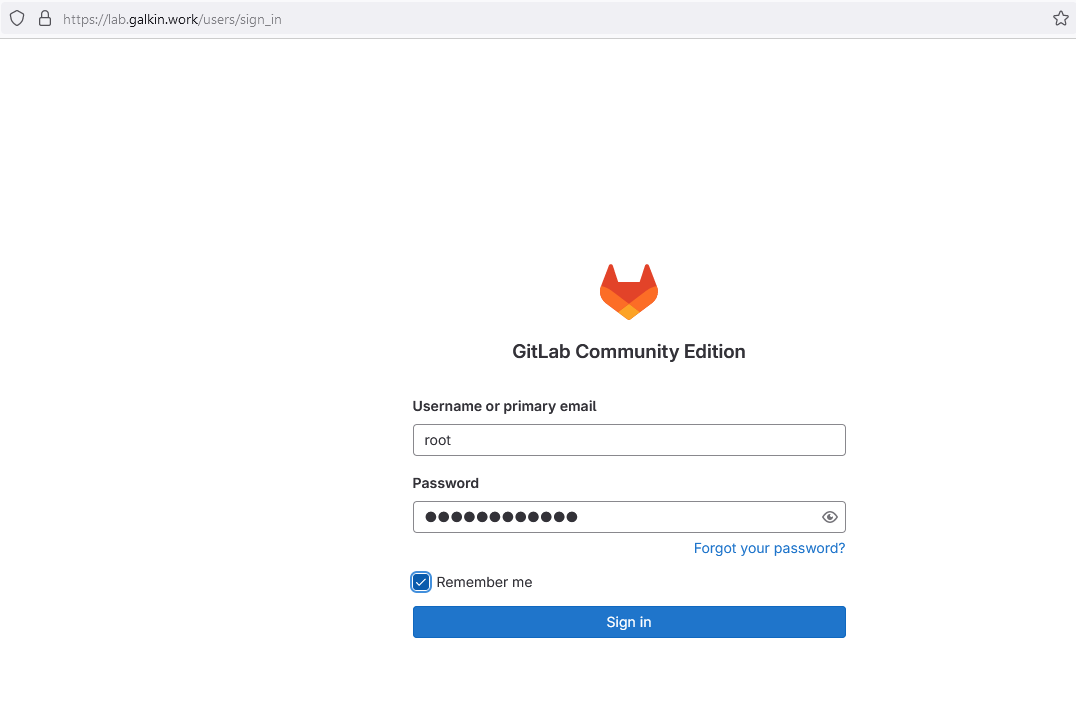 https://lab.galkin.work/users/sign_in
GitLab Community Edition
Username or primary email
root
Password
●●●●●●●●●●●●
Forgot your password?
Remember me
Sign in